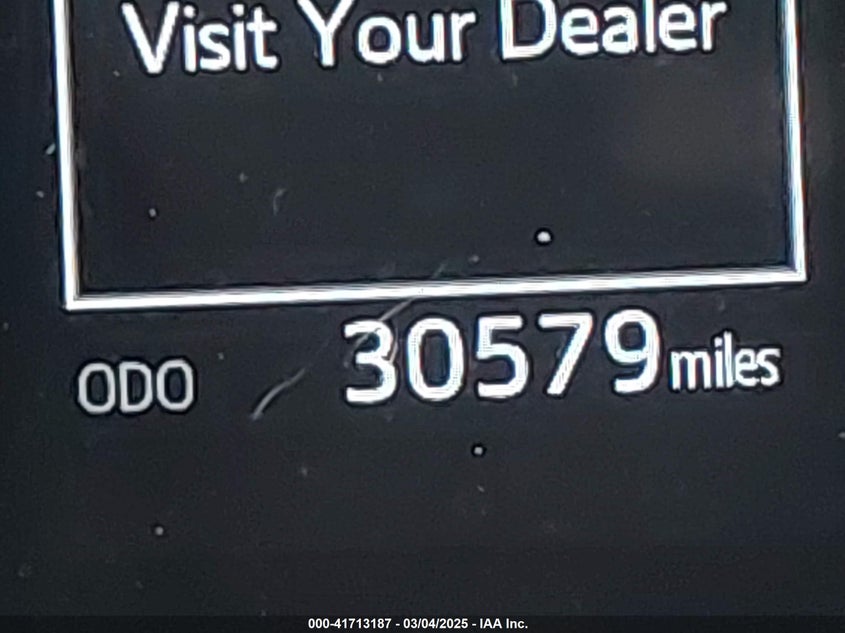 Visit Your Dealer
ODO 30579 miles
000-41713187 - 03/04/2025 - IAA Inc.